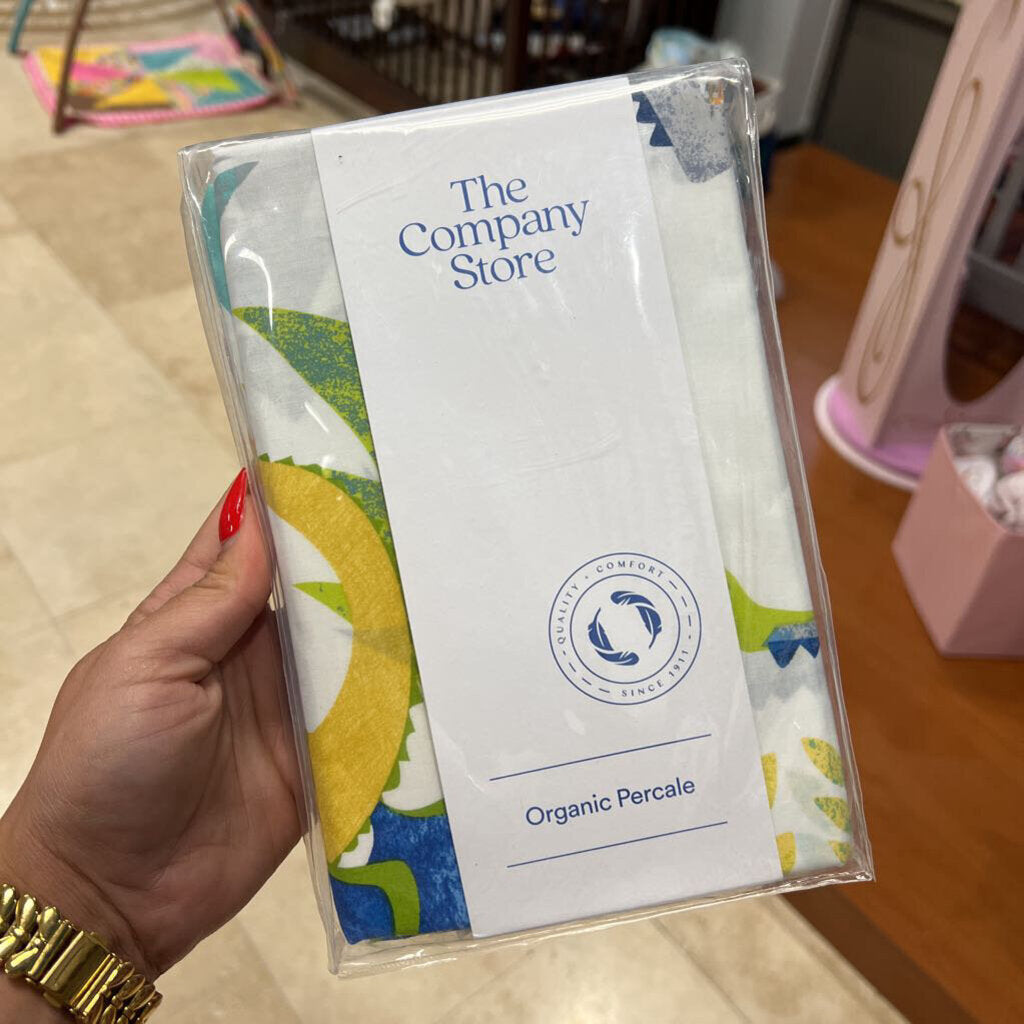 The
Company
Store
QUALITY • COMFORT
SINCE 1911
Organic Percale